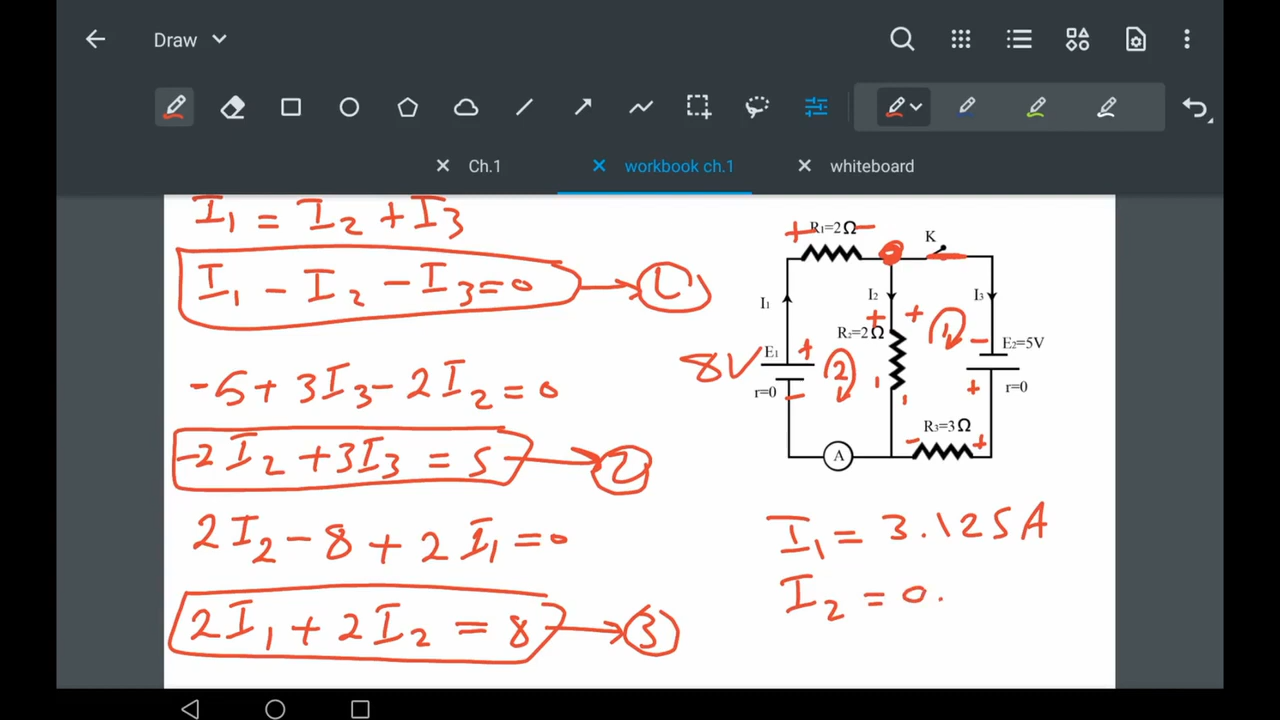 Draw
Ch.1
workbook ch.1
whiteboard
I₁ = I₂ + I₃
I₁ - I₂ - I₃ = 0 → 1
-5 + 3I₃ - 2I₂ = 0
-2I₂ + 3I₃ = 5 → 2
2I₂ - 8 + 2I₁ = 0
2I₁ + 2I₂ = 8 → 3
+ R₁=2Ω -
K
I₁
I₂
I₃
+ +
R₂=2Ω
1
-
E₂=5V
8V
E₁
+
2
r=0
-
+
r=0
R₃=3Ω
- +
A
I₁ = 3.125A
I₂ = 0.